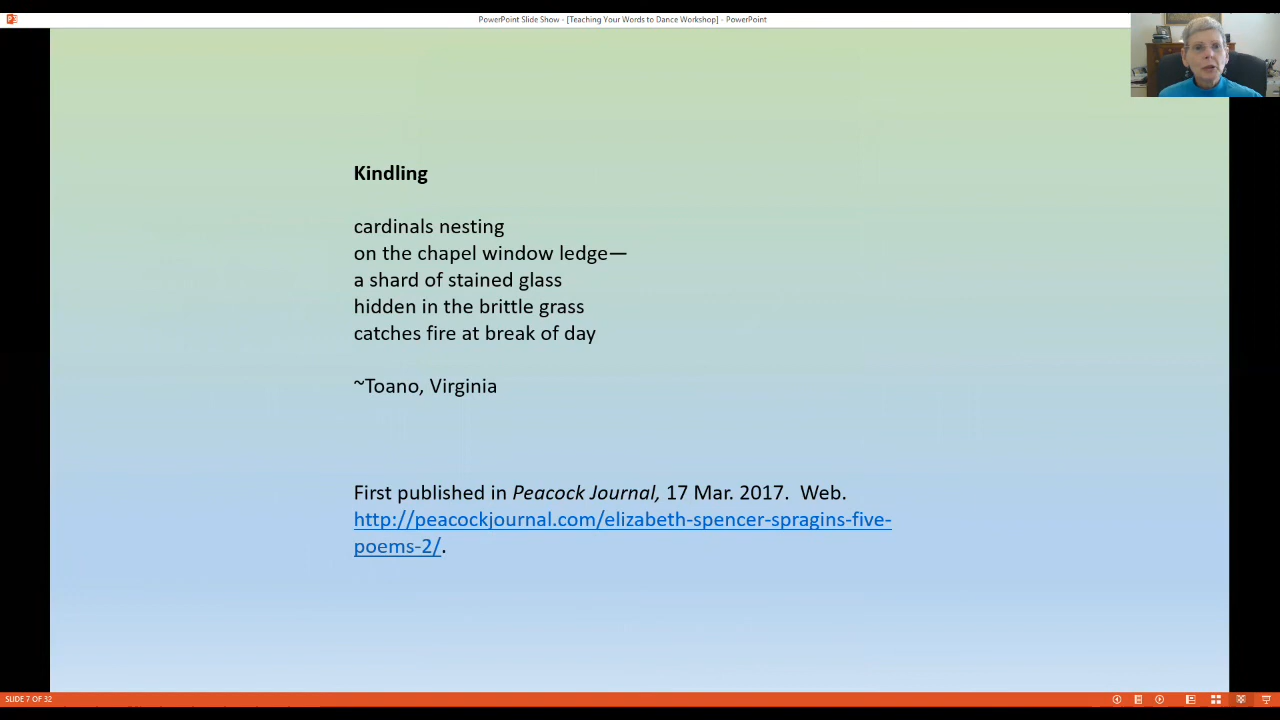 PowerPoint Slide Show - [Teaching Your Words to Dance Workshop] - PowerPoint
Kindling
cardinals nesting
on the chapel window ledge—
a shard of stained glass
hidden in the brittle grass
catches fire at break of day
~Toano, Virginia
First published in Peacock Journal, 17 Mar. 2017.  Web.
http://peacockjournal.com/elizabeth-spencer-spragins-five-
poems-2/.
SLIDE 7 OF 32